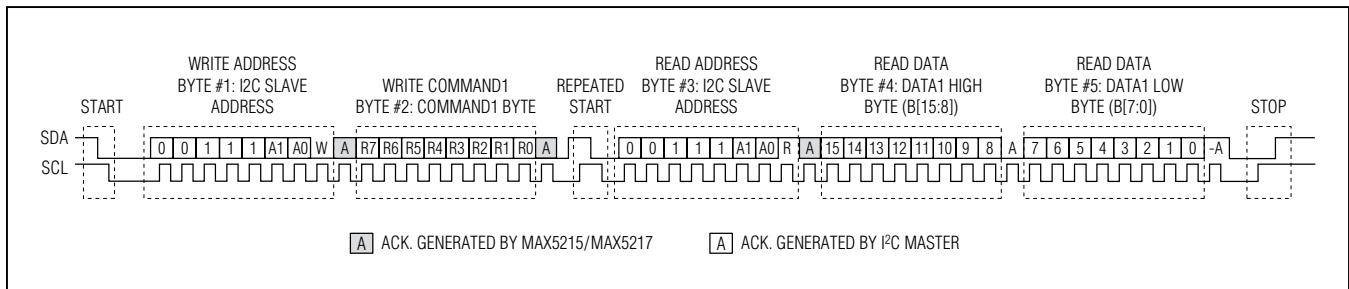 WRITE ADDRESS
BYTE #1: I2C SLAVE
ADDRESS
WRITE COMMAND1
BYTE #2: COMMAND1 BYTE
READ ADDRESS
BYTE #3: I2C SLAVE
ADDRESS
READ DATA
BYTE #4: DATA1 HIGH
BYTE (B[15:8])
READ DATA
BYTE #5: DATA1 LOW
BYTE (B[7:0])
START
REPEATED
START
STOP
SDA
0 0 1 1 1 A1 A0 W A R7 R6 R5 R4 R3 R2 R1 R0 A 0 0 1 1 1 A1 A0 R A 15 14 13 12 11 10 9 8 A 7 6 5 4 3 2 1 0 ~A
SCL
A ACK. GENERATED BY MAX5215/MAX5217
A ACK. GENERATED BY I²C MASTER